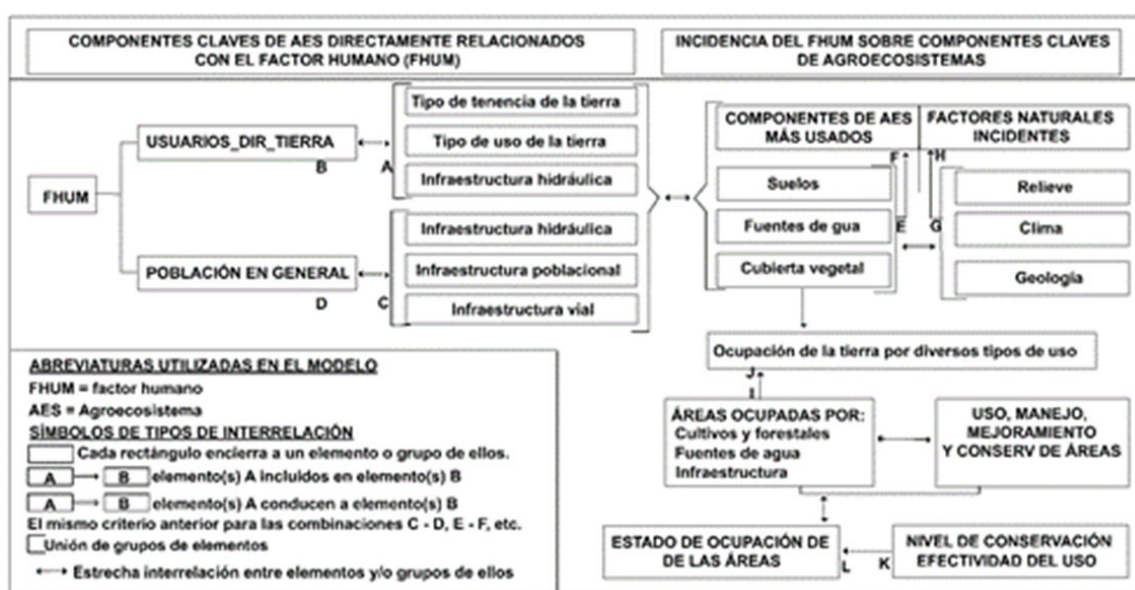 COMPONENTES CLAVES DE AES DIRECTAMENTE RELACIONADOS
CON EL FACTOR HUMANO (FHUM)
INCIDENCIA DEL FHUM SOBRE COMPONENTES CLAVES
DE AGROECOSISTEMAS
FHUM
USUARIOS_DIR_TIERRA
B
A
Tipo de tenencia de la tierra
Tipo de uso de la tierra
Infraestructura hidráulica
POBLACIÓN EN GENERAL
D
C
Infraestructura hidráulica
Infraestructura poblacional
Infraestructura vial
COMPONENTES DE AES
MÁS USADOS
FACTORES NATURALES
INCIDENTES
F
H
Suelos
Fuentes de gua
Cubierta vegetal
E
G
Relieve
Clima
Geología
Ocupación de la tierra por diversos tipos de uso
J
I
ÁREAS OCUPADAS POR:
Cultivos y forestales
Fuentes de agua
Infraestructura
USO, MANEJO,
MEJORAMIENTO
Y CONSERV DE ÁREAS
ESTADO DE OCUPACIÓN DE
DE LAS ÁREAS
L
K
NIVEL DE CONSERVACIÓN
EFECTIVIDAD DEL USO
ABREVIATURAS UTILIZADAS EN EL MODELO
FHUM = factor humano
AES = Agroecosistema
SÍMBOLOS DE TIPOS DE INTERRELACIÓN
Cada rectángulo encierra a un elemento o grupo de ellos.
A B elemento(s) A incluidos en elemento(s) B
A B elemento(s) A conducen a elemento(s) B
El mismo criterio anterior para las combinaciones C - D, E - F, etc.
Unión de grupos de elementos
Estrecha interrelación entre elementos y/o grupos de ellos